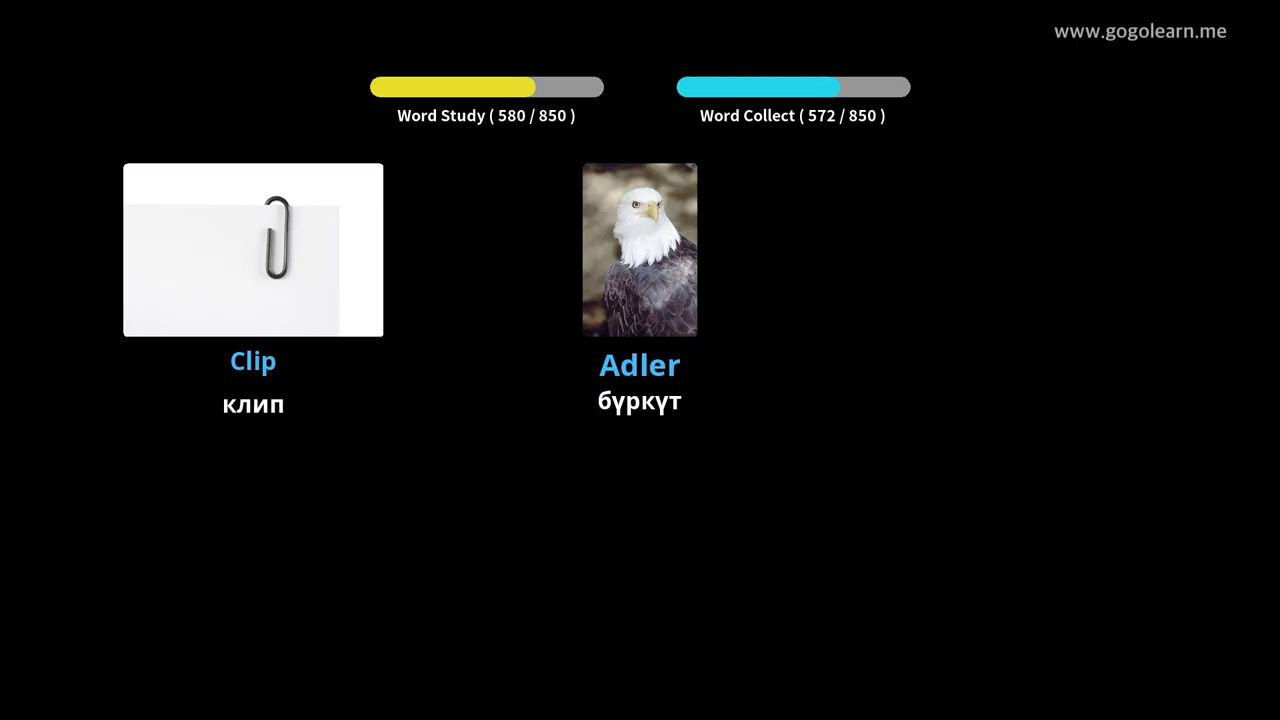 www.gogolearn.me
Word Study ( 580 / 850 )
Word Collect ( 572 / 850 )
Clip
клип
Adler
бүркүт